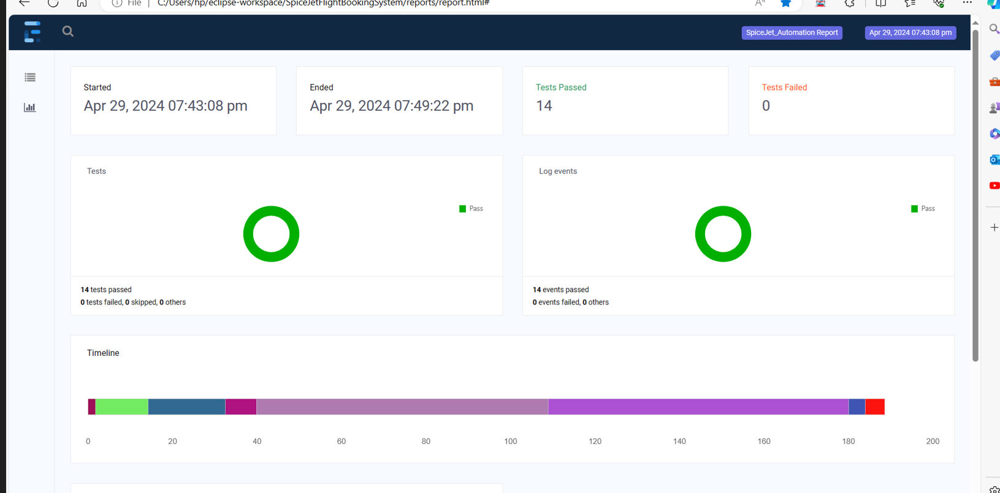 File | C:/Users/hp/eclipse-workspace/SpiceJetFlightBookingSystem/reports/report.html#
SpiceJet_Automation Report
Apr 29, 2024 07:43:08 pm
Started
Apr 29, 2024 07:43:08 pm
Ended
Apr 29, 2024 07:49:22 pm
Tests Passed
14
Tests Failed
0
Tests
Pass
14 tests passed
0 tests failed, 0 skipped, 0 others
Log events
Pass
14 events passed
0 events failed, 0 others
Timeline
0 20 40 60 80 100 120 140 160 180 200